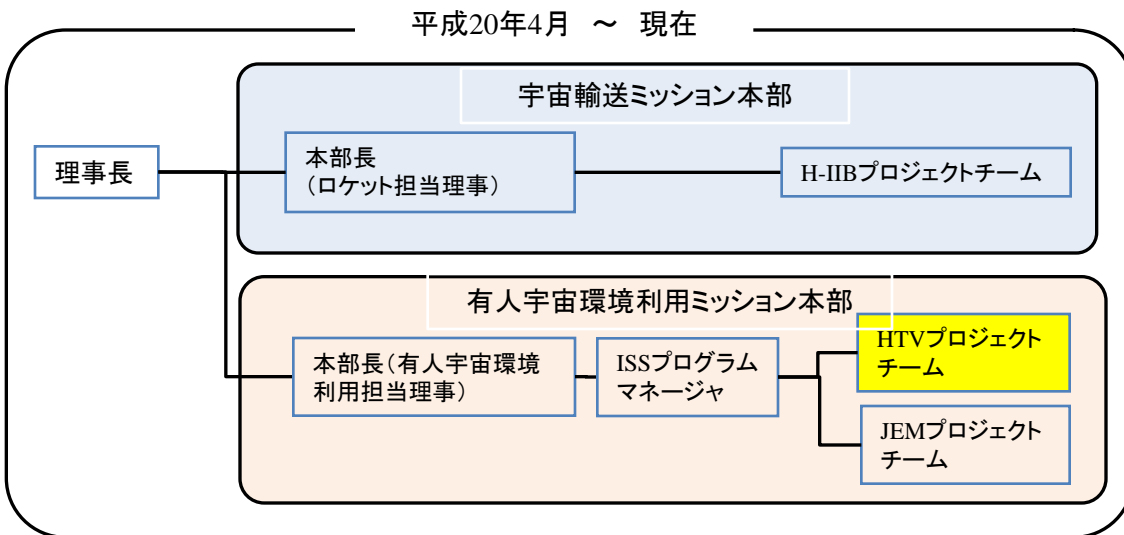 平成20年4月 ～ 現在
宇宙輸送ミッション本部
理事長
本部長
（ロケット担当理事）
H-IIBプロジェクトチーム
有人宇宙環境利用ミッション本部
本部長（有人宇宙環境
利用担当理事）
ISSプログラム
マネージャ
HTVプロジェクト
チーム
JEMプロジェクト
チーム